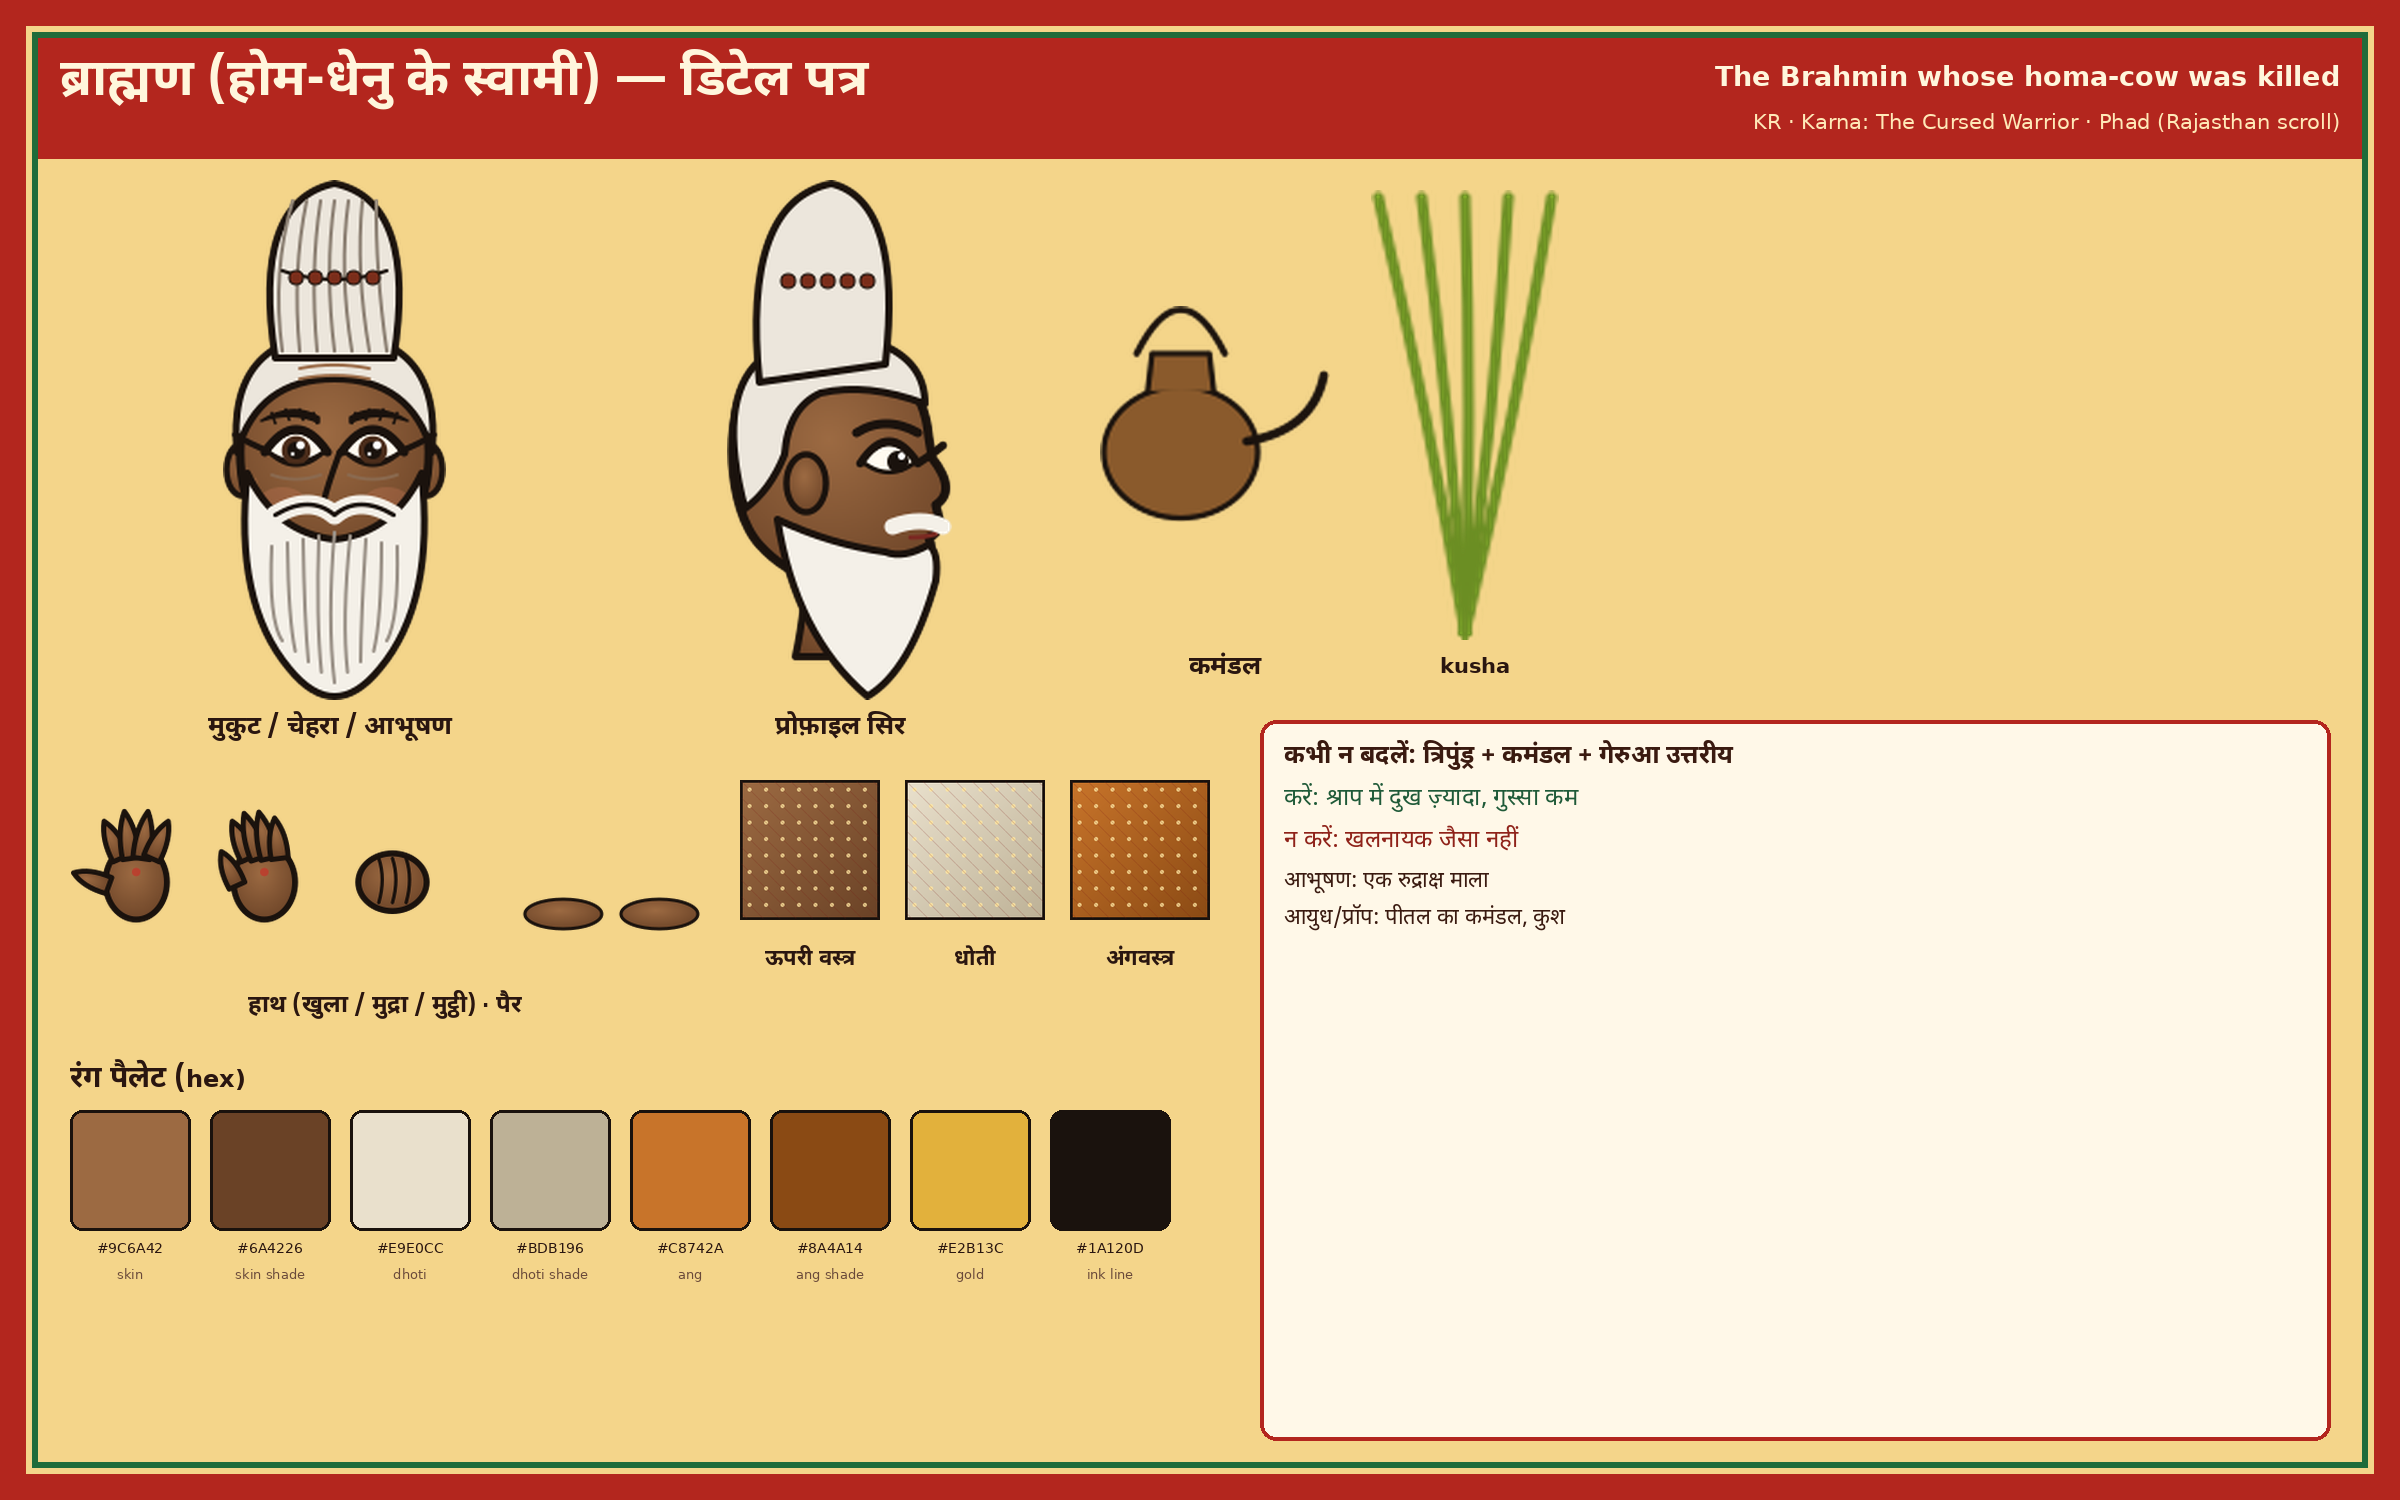 ब्राह्मण (होम-धेनु के स्वामी) — डिटेल पत्र
The Brahmin whose homa-cow was killed
KR · Karna: The Cursed Warrior · Phad (Rajasthan scroll)
कमंडल
kusha
मुकुट / चेहरा / आभूषण
प्रोफ़ाइल सिर
कभी न बदलें: त्रिपुंड्र + कमंडल + गेरुआ उत्तरीय
करें: श्राप में दुख ज़्यादा, गुस्सा कम
न करें: खलनायक जैसा नहीं
आभूषण: एक रुद्राक्ष माला
आयुध/प्रॉप: पीतल का कमंडल, कुश
ऊपरी वस्त्र
धोती
अंगवस्त्र
हाथ (खुला / मुद्रा / मुट्ठी) · पैर
रंग पैलेट (hex)
#9C6A42
#6A4226
#E9E0CC
#BDB196
#C8742A
#8A4A14
#E2B13C
#1A120D
skin
skin shade
dhoti
dhoti shade
ang
ang shade
gold
ink line